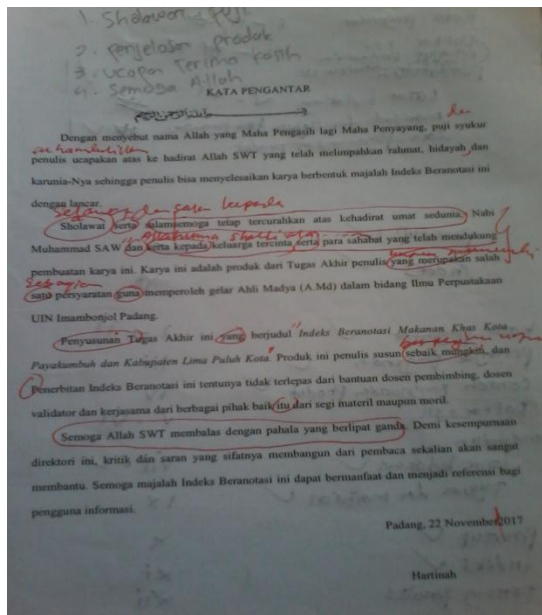 1. Sholawat, puji
2. penjelasan produk
3. ucapan Terima kasih
4. Semoga Allah
KATA PENGANTAR
Dengan menyebut nama Allah yang Maha Pengasih lagi Maha Penyayang, puji syukur
penulis ucapakan atas ke hadirat Allah SWT yang telah melimpahkan rahmat, hidayah dan
karunia-Nya sehingga penulis bisa menyelesaikan karya berbentuk majalah Indeks Beranotasi ini
dengan lancar.
kepada
Sholawat serta salamsemoga tetap tercurahkan atas kehadirat umat sedunia, Nabi
Muhammad SAW dan serta kepada keluarga tercinta serta para sahabat yang telah mendukung
pembuatan karya ini. Karya ini adalah produk dari Tugas Akhir penulis yang merupakan salah
Sebagian
satu persyaratan guna memperoleh gelar Ahli Madya (A.Md) dalam bidang Ilmu Perpustakaan
UIN Imambonjol Padang.
Penyusunan Tugas Akhir ini yang berjudul "Indeks Beranotasi Makanan Khas Kota
Payakumbuh dan Kabupaten Lima Puluh Kota" Produk ini penulis susun sebaik mungkin, dan
Penerbitan Indeks Beranotasi ini tentunya tidak terlepas dari bantuan dosen pembimbing, dosen
validator dan kerjasama dari berbagai pihak baik itu dari segi materil maupun moril.
Semoga Allah SWT membalas dengan pahala yang berlipat ganda. Demi kesempurnaan
direktori ini, kritik dan saran yang sifatnya membangun dari pembaca sekalian akan sangat
membantu. Semoga majalah Indeks Beranotasi ini dapat bermanfaat dan menjadi referensi bagi
pengguna informasi.
Padang, 22 November 2017
Hartinah